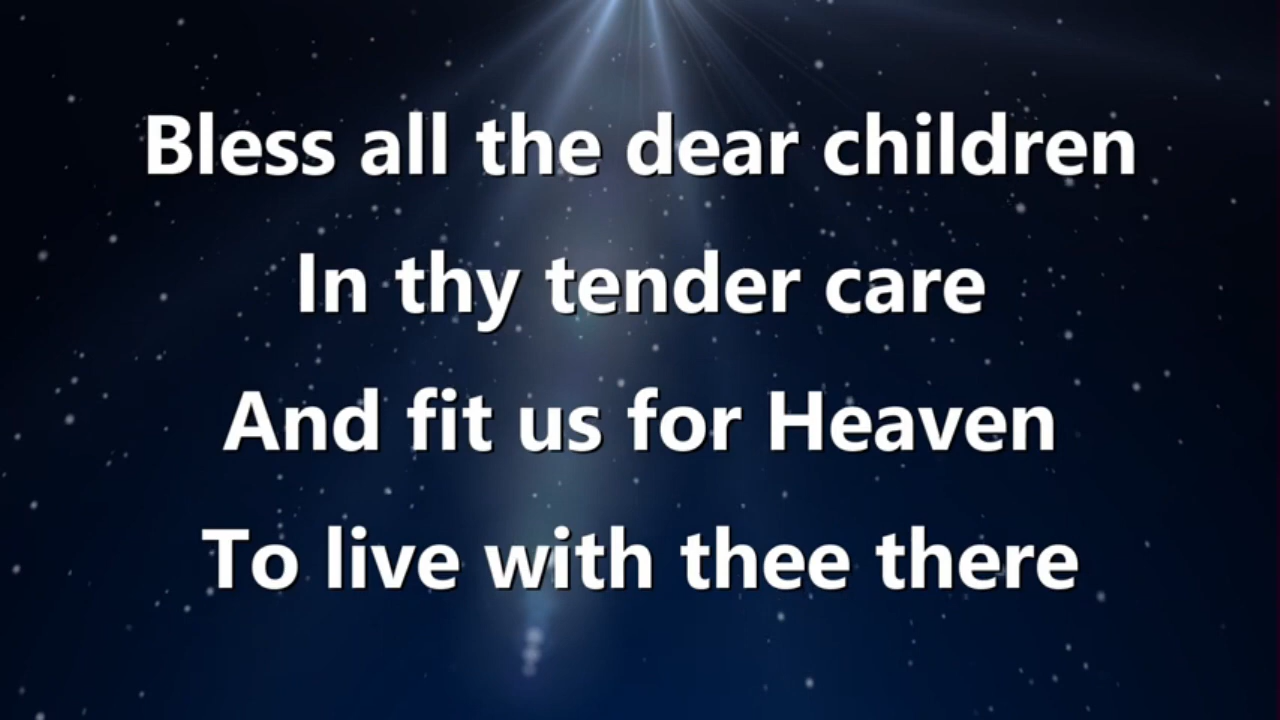 Bless all the dear children
In thy tender care
And fit us for Heaven
To live with thee there